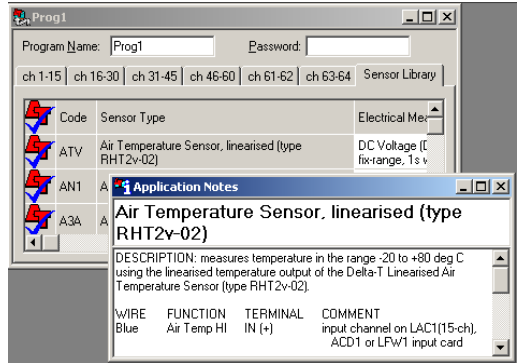 Prog1
Program Name: Prog1 Password:
ch 1-15 ch 16-30 ch 31-45 ch 46-60 ch 61-62 ch 63-64 Sensor Library
Code Sensor Type Electrical Mea
ATV Air Temperature Sensor, linearised (type RHT2v-02) DC Voltage (D
fix-range, 1s
AN1 A
A3A A
Application Notes
Air Temperature Sensor, linearised (type
RHT2v-02)
DESCRIPTION: measures temperature in the range -20 to +80 deg C
using the linearised temperature output of the Delta-T Linearised Air
Temperature Sensor (type RHT2v-02).
WIRE FUNCTION TERMINAL COMMENT
Blue Air Temp HI IN (+) input channel on LAC1(15-ch),
ACD1 or LFW1 input card